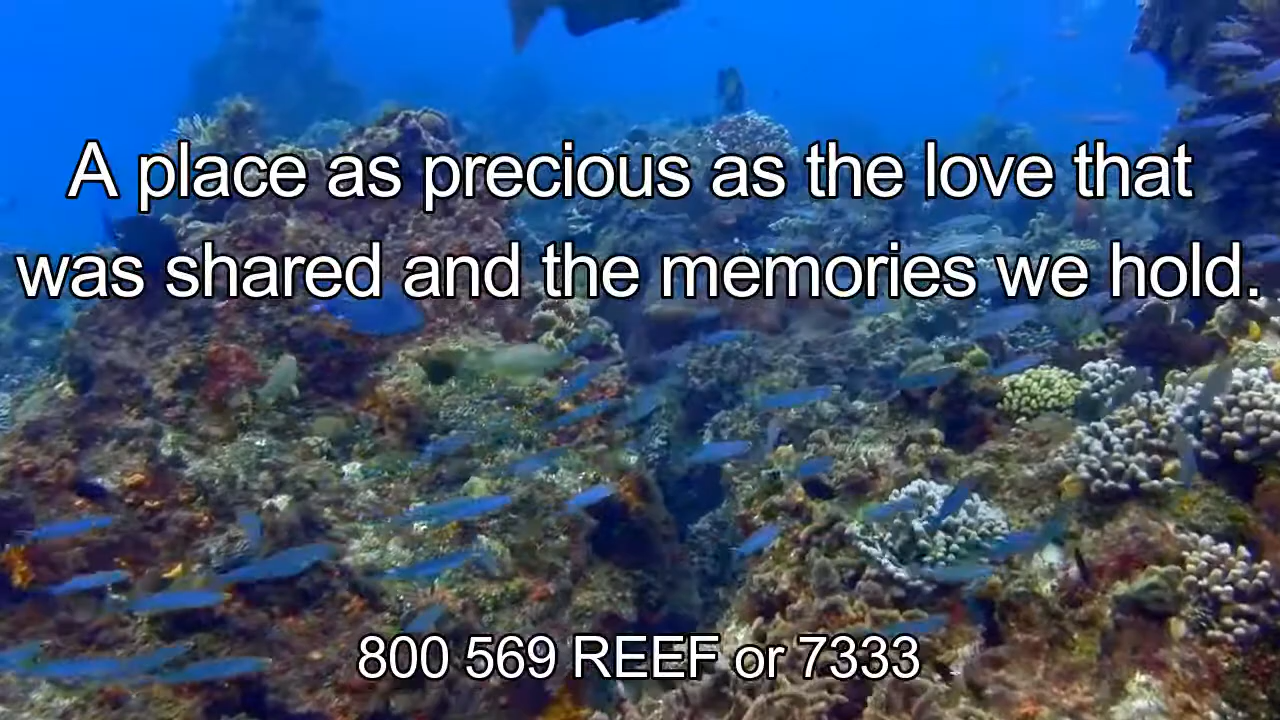 A place as precious as the love that
was shared and the memories we hold.
800 569 REEF or 7333